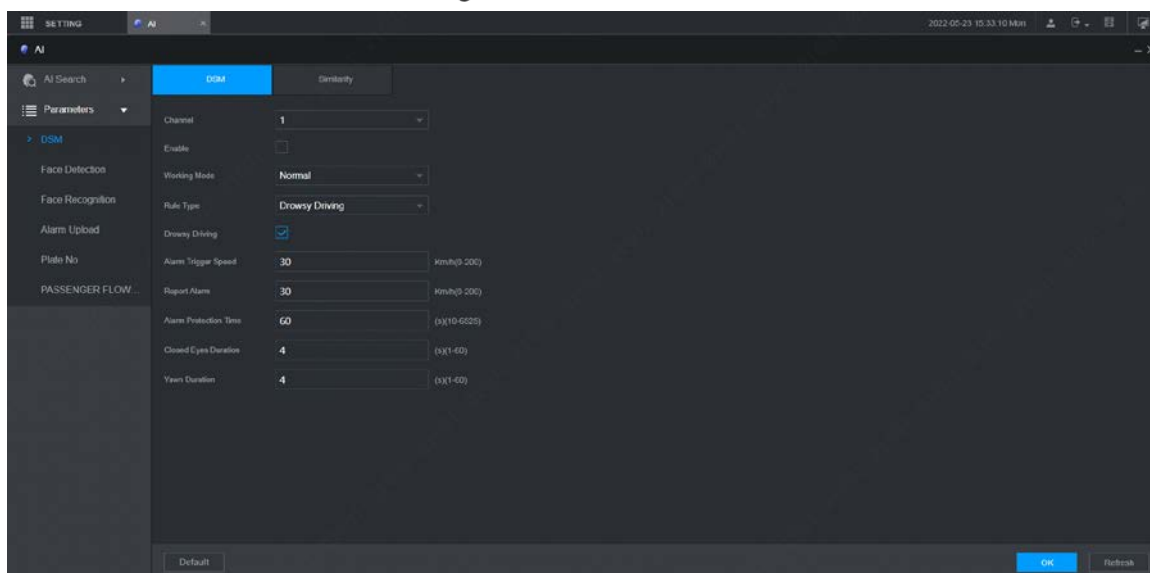 SETTING
AI
2022-05-23 15:33:10 Mon
AI
AI Search
Parameters
DSM
Face Detection
Face Recognition
Alarm Upload
Plate No
PASSENGER FLOW...
DSM
Similarity
Channel 1
Enable
Working Mode Normal
Rule Type Drowsy Driving
Drowsy Driving
Alarm Trigger Speed 30 Km/h(0-200)
Report Alarm 30 Km/h(0-200)
Alarm Protection Time 60 (s)(10-6525)
Closed Eyes Duration 4 (s)(1-60)
Yawn Duration 4 (s)(1-60)
Default
OK
Refresh